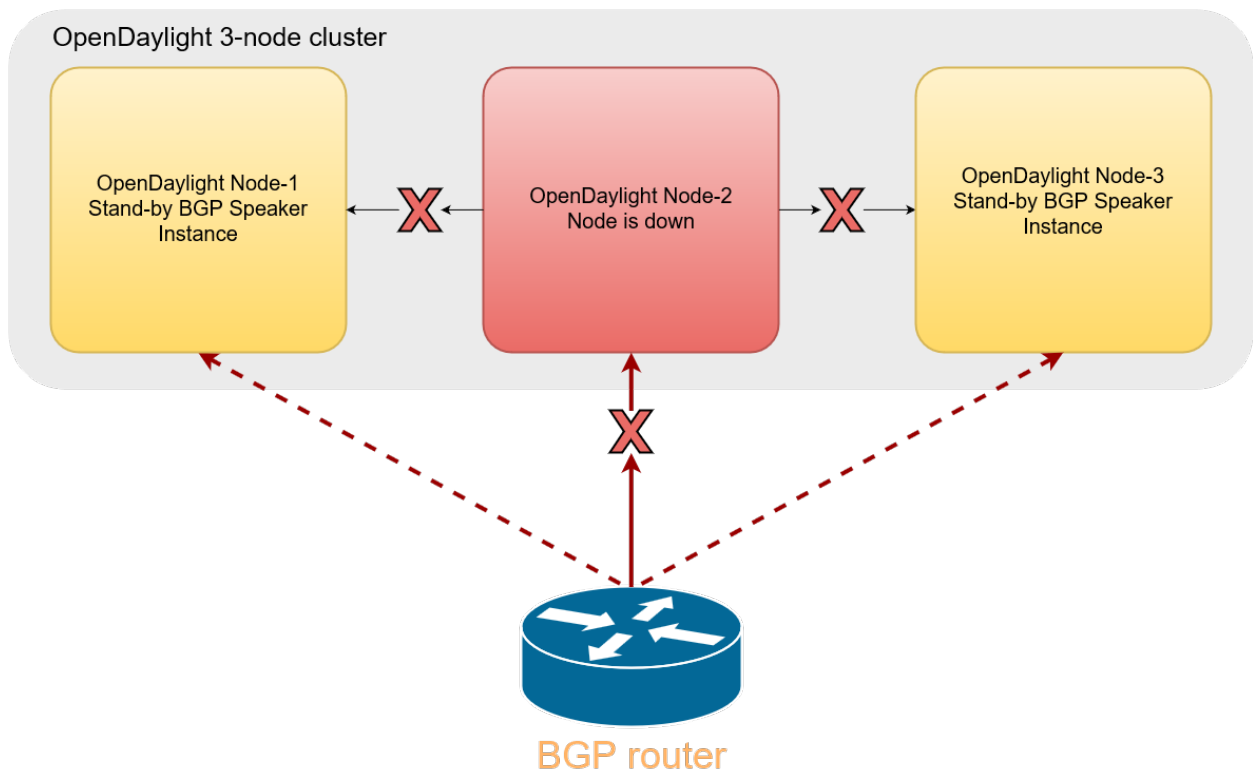 OpenDaylight 3-node cluster
OpenDaylight Node-1
Stand-by BGP Speaker
Instance
OpenDaylight Node-2
Node is down
OpenDaylight Node-3
Stand-by BGP Speaker
Instance
X
X
X
BGP router